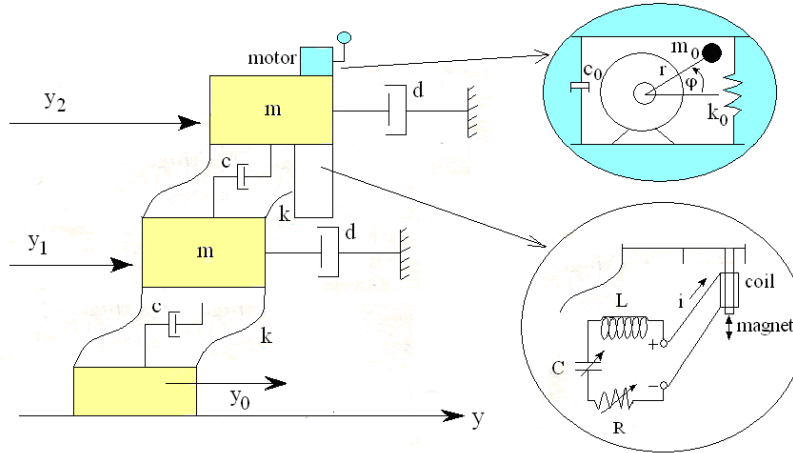 motor
m
d
y₂
c
k
m₀
c₀
r
φ
k₀
y₁
m
d
c
k
y₀
y
coil
i
L
magnet
+
C
−
R